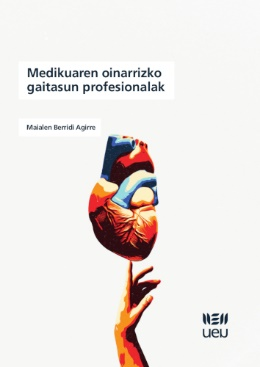 Medikuaren oinarrizko
gaitasun profesionalak
Maialen Berridi Agirre
ueu